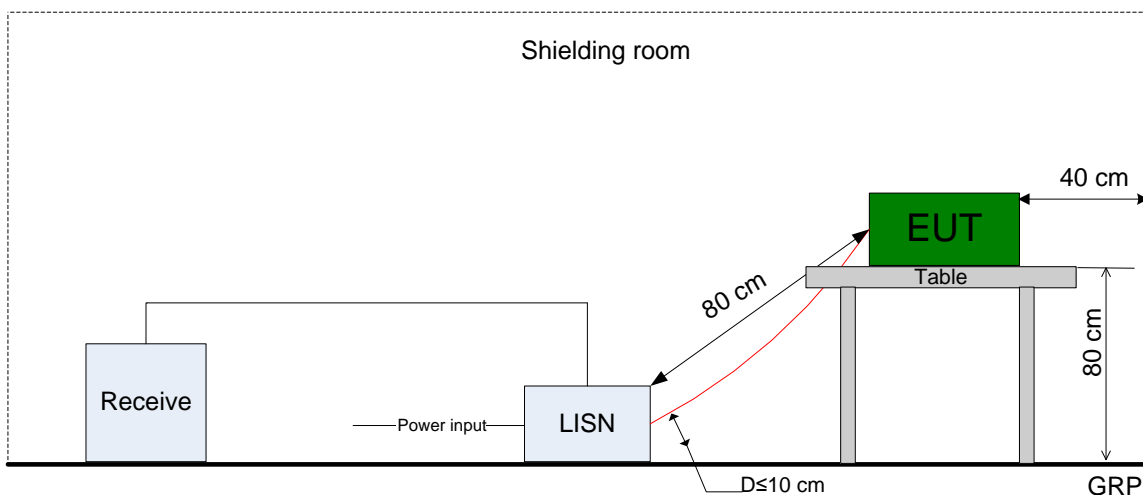 Shielding room
40 cm
EUT
Table
80 cm
80 cm
Receive
Power input
LISN
D≤10 cm
GRP